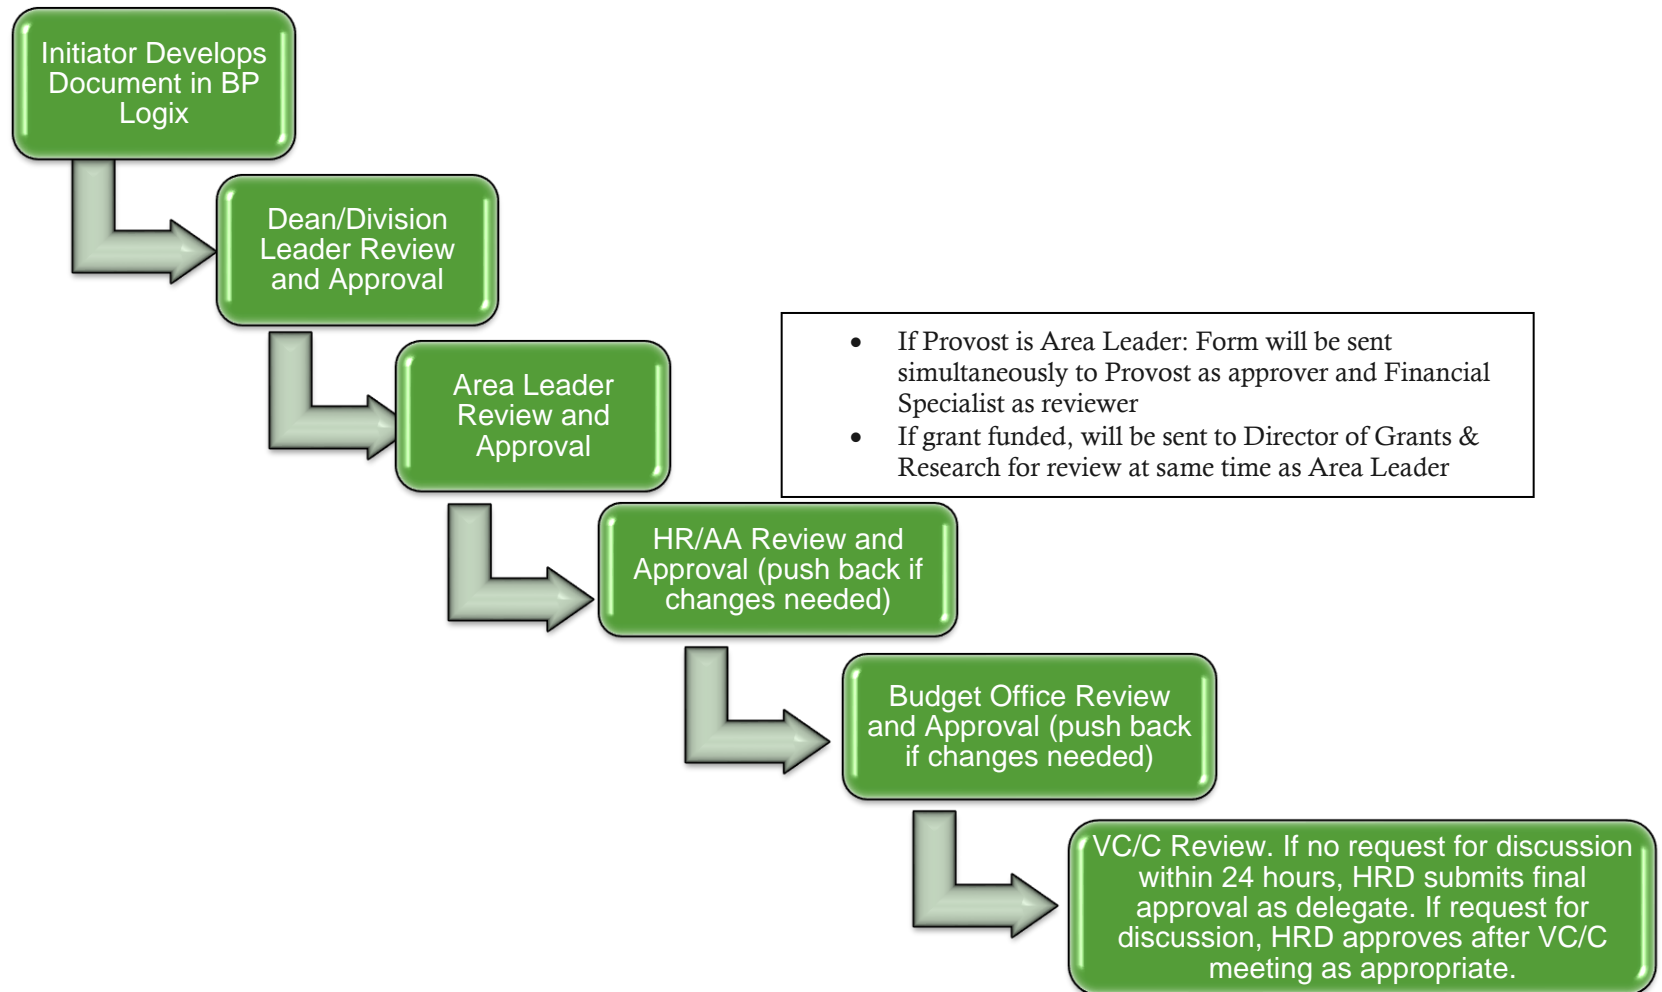 Initiator Develops
Document in BP
Logix
Dean/Division
Leader Review
and Approval
Area Leader
Review and
Approval
• If Provost is Area Leader: Form will be sent
simultaneously to Provost as approver and Financial
Specialist as reviewer
• If grant funded, will be sent to Director of Grants &
Research for review at same time as Area Leader
HR/AA Review and
Approval (push back if
changes needed)
Budget Office Review
and Approval (push back
if changes needed)
VC/C Review. If no request for discussion
within 24 hours, HRD submits final
approval as delegate. If request for
discussion, HRD approves after VC/C
meeting as appropriate.